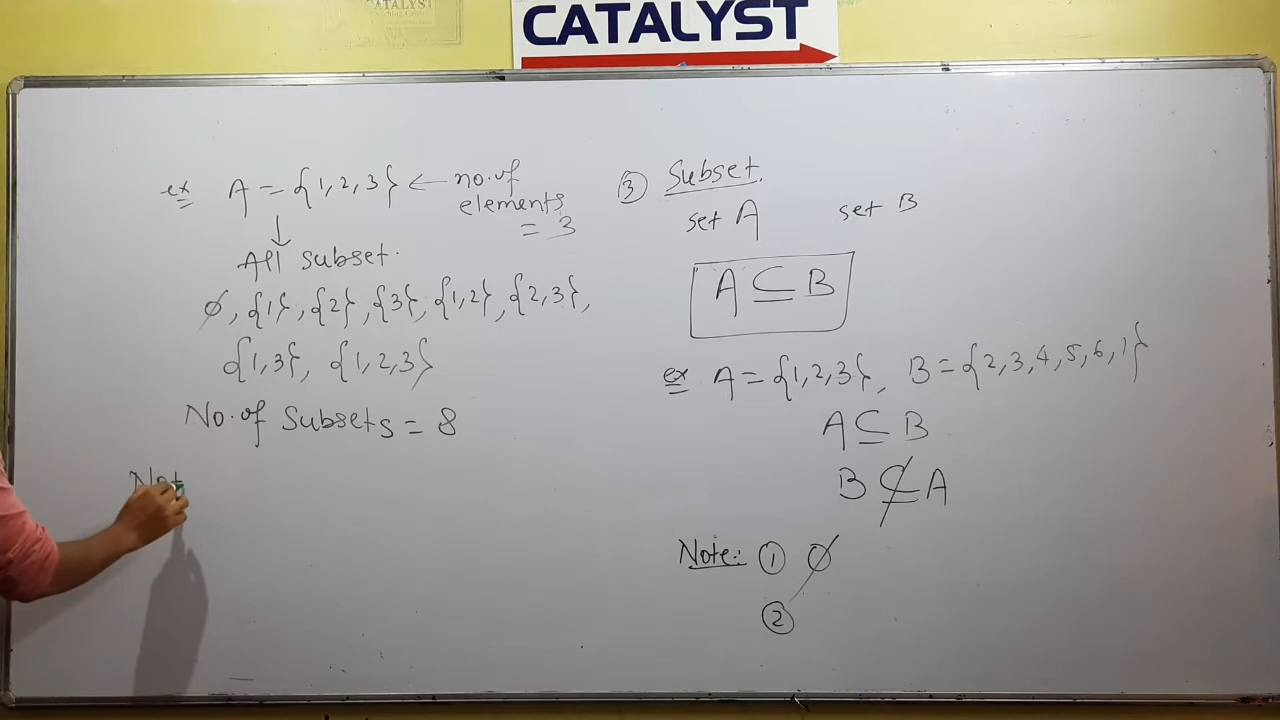 CATALYST
CATALYST
ex A = {1,2,3} ← no. of elements = 3
↓
All subset.
∅, {1}, {2}, {3}, {1,2}, {2,3},
{1,3}, {1,2,3}
No. of Subsets = 8
Not
③ Subset.
set A set B
A ⊆ B
ex A = {1,2,3}, B = {2,3,4,5,6,1}
A ⊆ B
B ⊈ A
Note: ① ∅
②